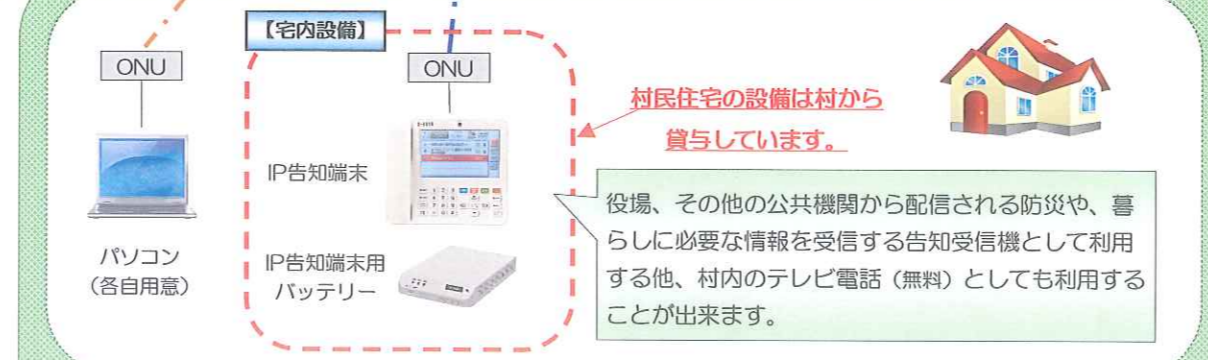 【宅内設備】
ONU
ONU
村民住宅の設備は村から
貸与しています。
IP告知端末
役場、その他の公共機関から配信される防災や、暮
らしに必要な情報を受信する告知受信機として利用
する他、村内のテレビ電話（無料）としても利用する
ことが出来ます。
パソコン
（各自用意）
IP告知端末用
バッテリー